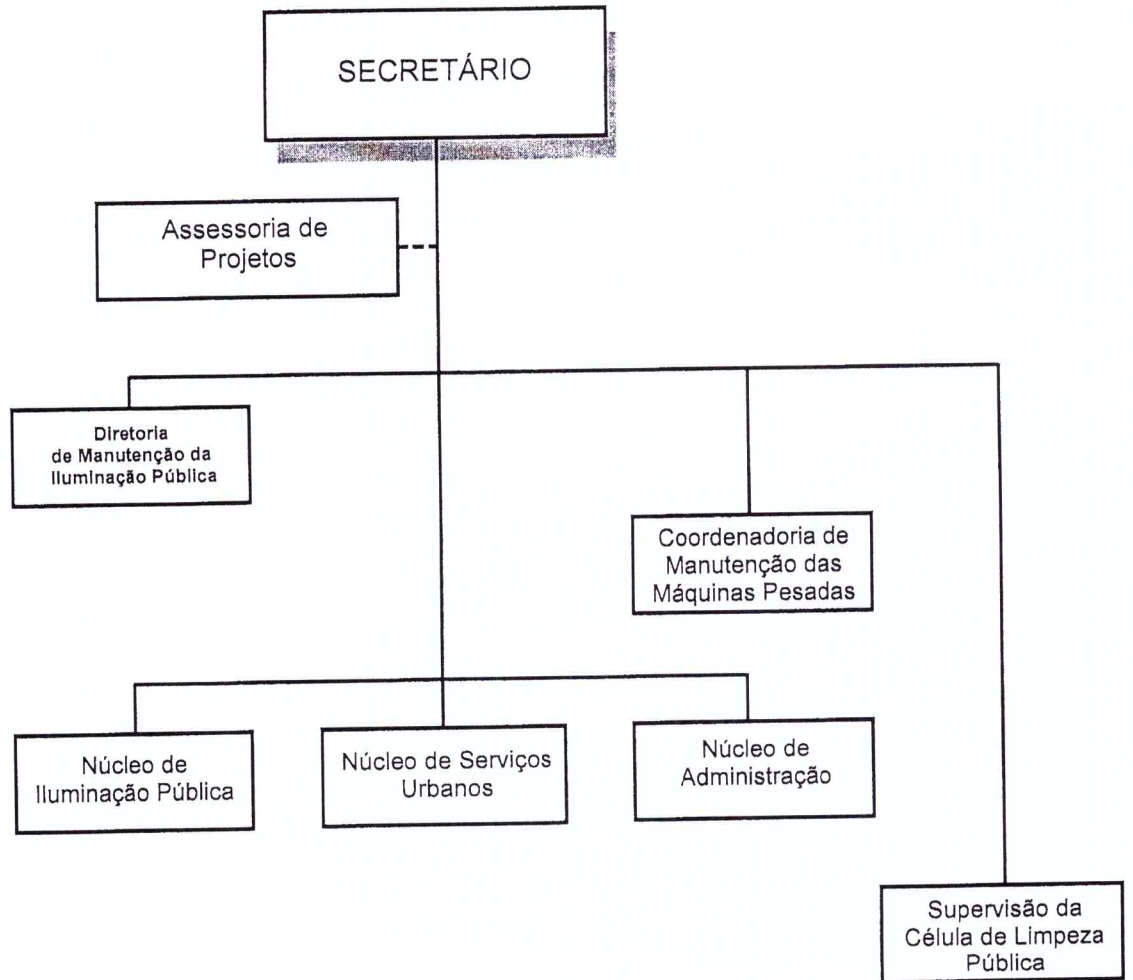 SECRETÁRIO
Assessoria de
Projetos
Diretoria
de Manutenção da
Iluminação Pública
Coordenadoria de
Manutenção das
Máquinas Pesadas
Núcleo de
Iluminação Pública
Núcleo de Serviços
Urbanos
Núcleo de
Administração
Supervisão da
Célula de Limpeza
Pública